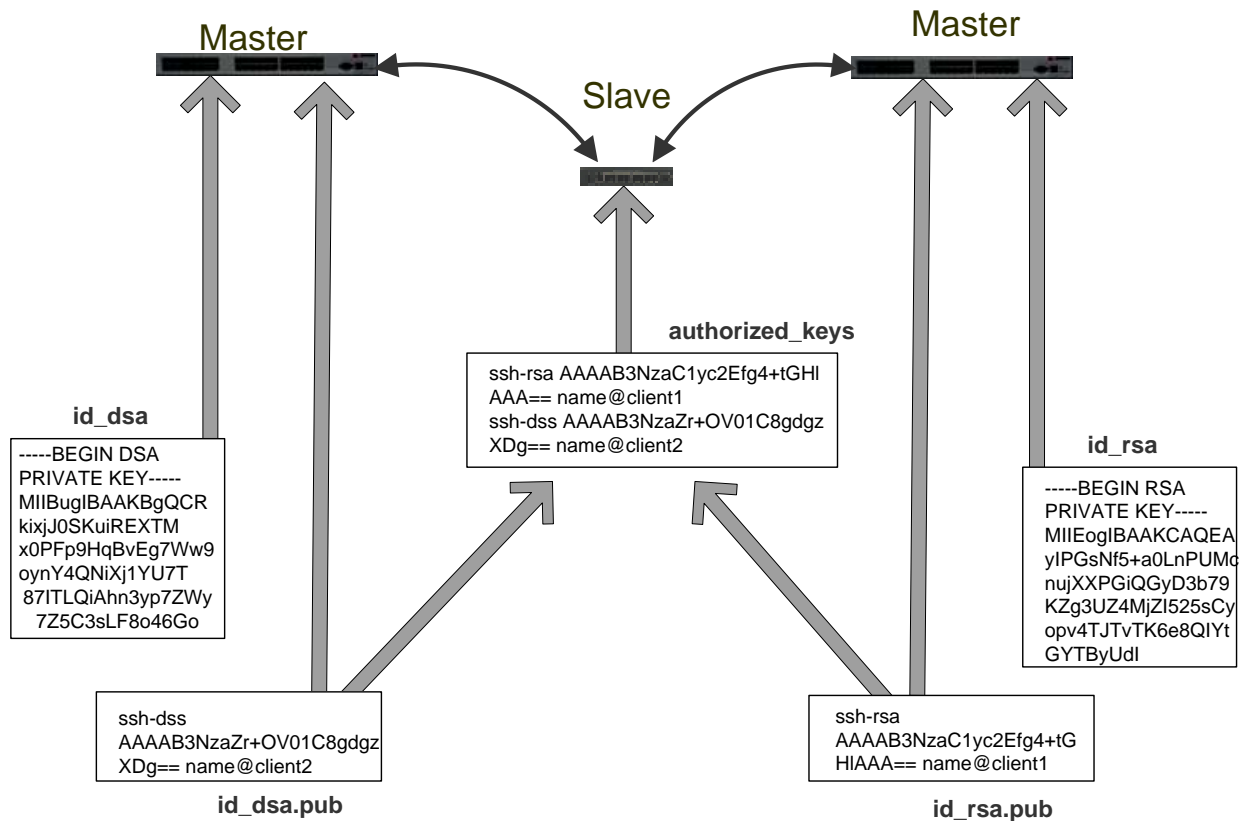 Master
Master
Slave
authorized_keys
ssh-rsa AAAAB3NzaC1yc2Efg4+tGHl
AAA== name@client1
ssh-dss AAAAB3NzaZr+OV01C8gdgz
XDg== name@client2
id_dsa
-----BEGIN DSA
PRIVATE KEY-----
MIIBugIBAAKBgQCR
kixjJ0SKuiREXTM
x0PFp9HqBvEg7Ww9
oynY4QNiXj1YU7T
87ITLQiAhn3yp7ZWy
7Z5C3sLF8o46Go
id_rsa
-----BEGIN RSA
PRIVATE KEY-----
MIIEogIBAAKCAQEA
yIPGsNf5+a0LnPUMc
nujXXPGiQGyD3b79
KZg3UZ4MjZI525sCy
opv4TJTvTK6e8QIYt
GYTByUdI
ssh-dss
AAAAB3NzaZr+OV01C8gdgz
XDg== name@client2
id_dsa.pub
ssh-rsa
AAAAB3NzaC1yc2Efg4+tG
HlAAA== name@client1
id_rsa.pub